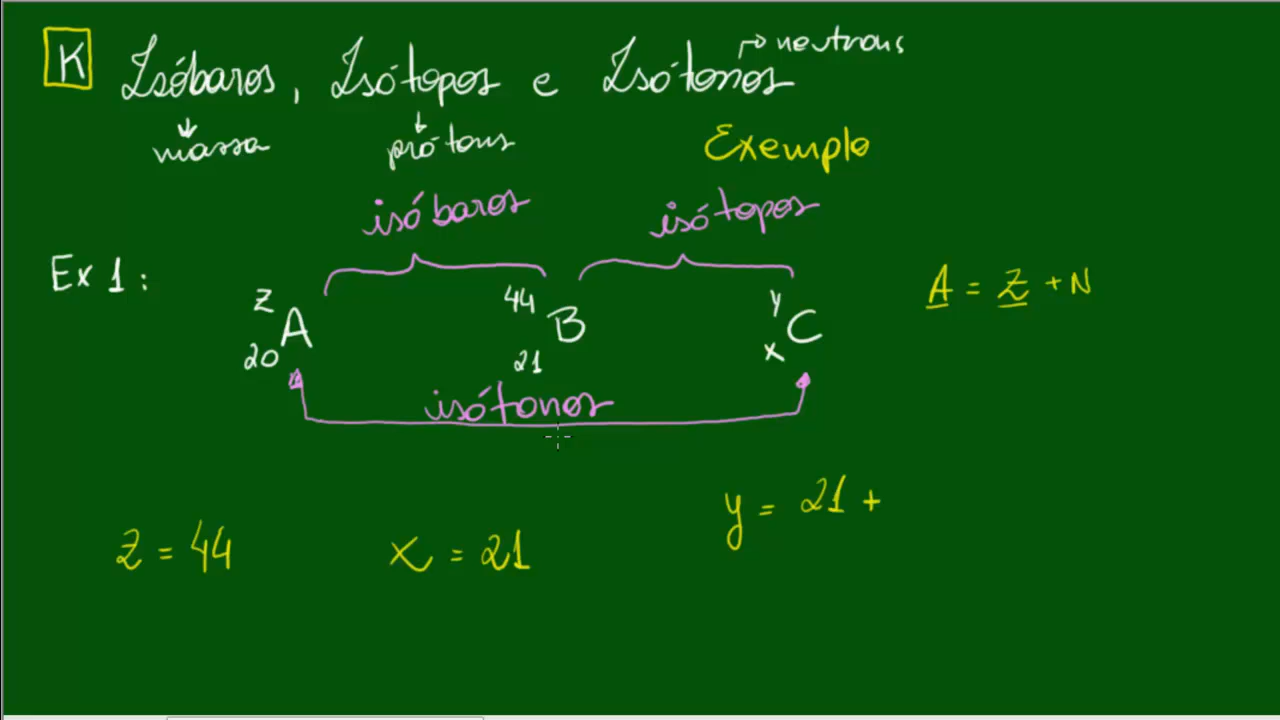 K Isóbaros, Isótopos e Isótonos → neutrons
massa prótons Exemplo
isóbaros isótopos
Ex 1:
z A 20
44 B 21
y C x
A = Z + N
isótonos
z = 44 x = 21 y = 21 +